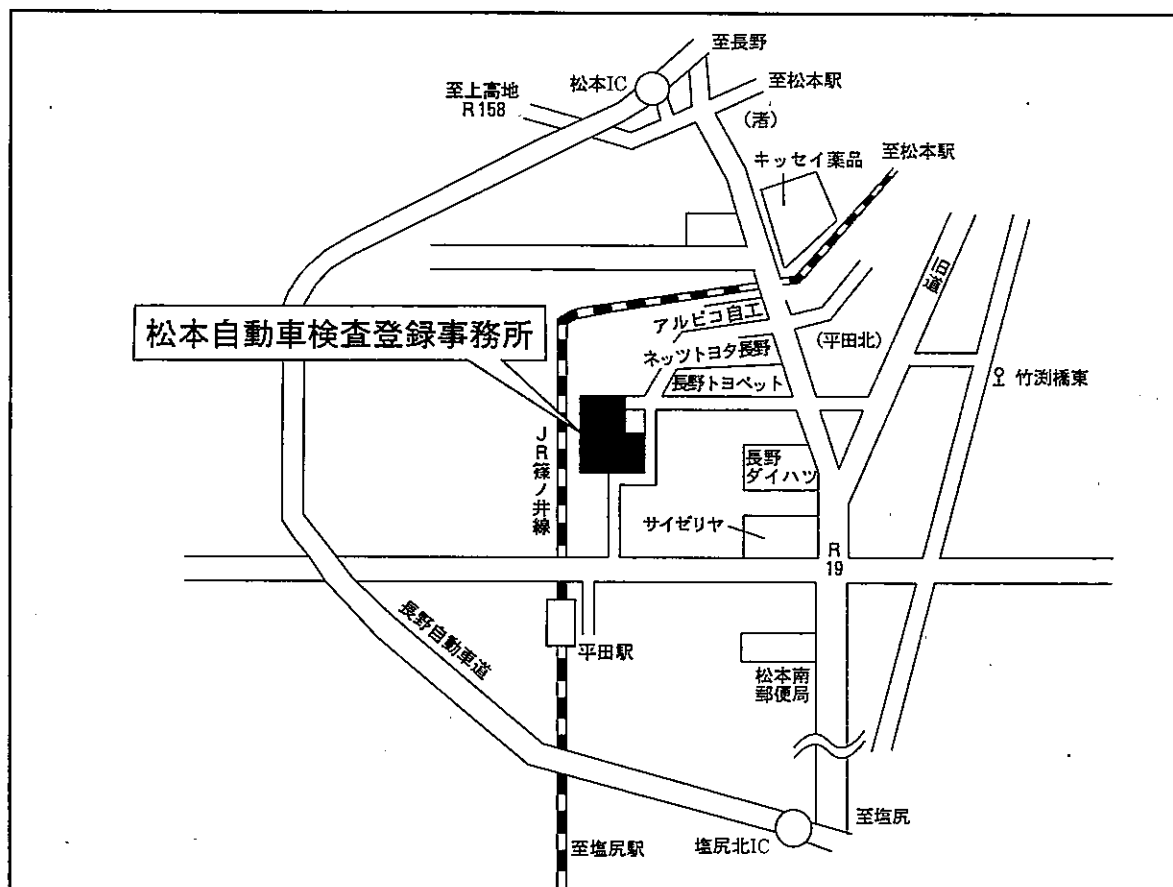 至長野
松本IC
至松本駅
至上高地
R158
(渚)
キッセイ薬品
至松本駅
旧道
松本自動車検査登録事務所
アルピコ自工
(平田北)
ネッツトヨタ長野
長野トヨペット
竹渕橋東
JR篠ノ井線
長野
ダイハツ
サイゼリヤ
R
19
長野自動車道
平田駅
松本南
郵便局
至塩尻
塩尻北IC
至塩尻駅